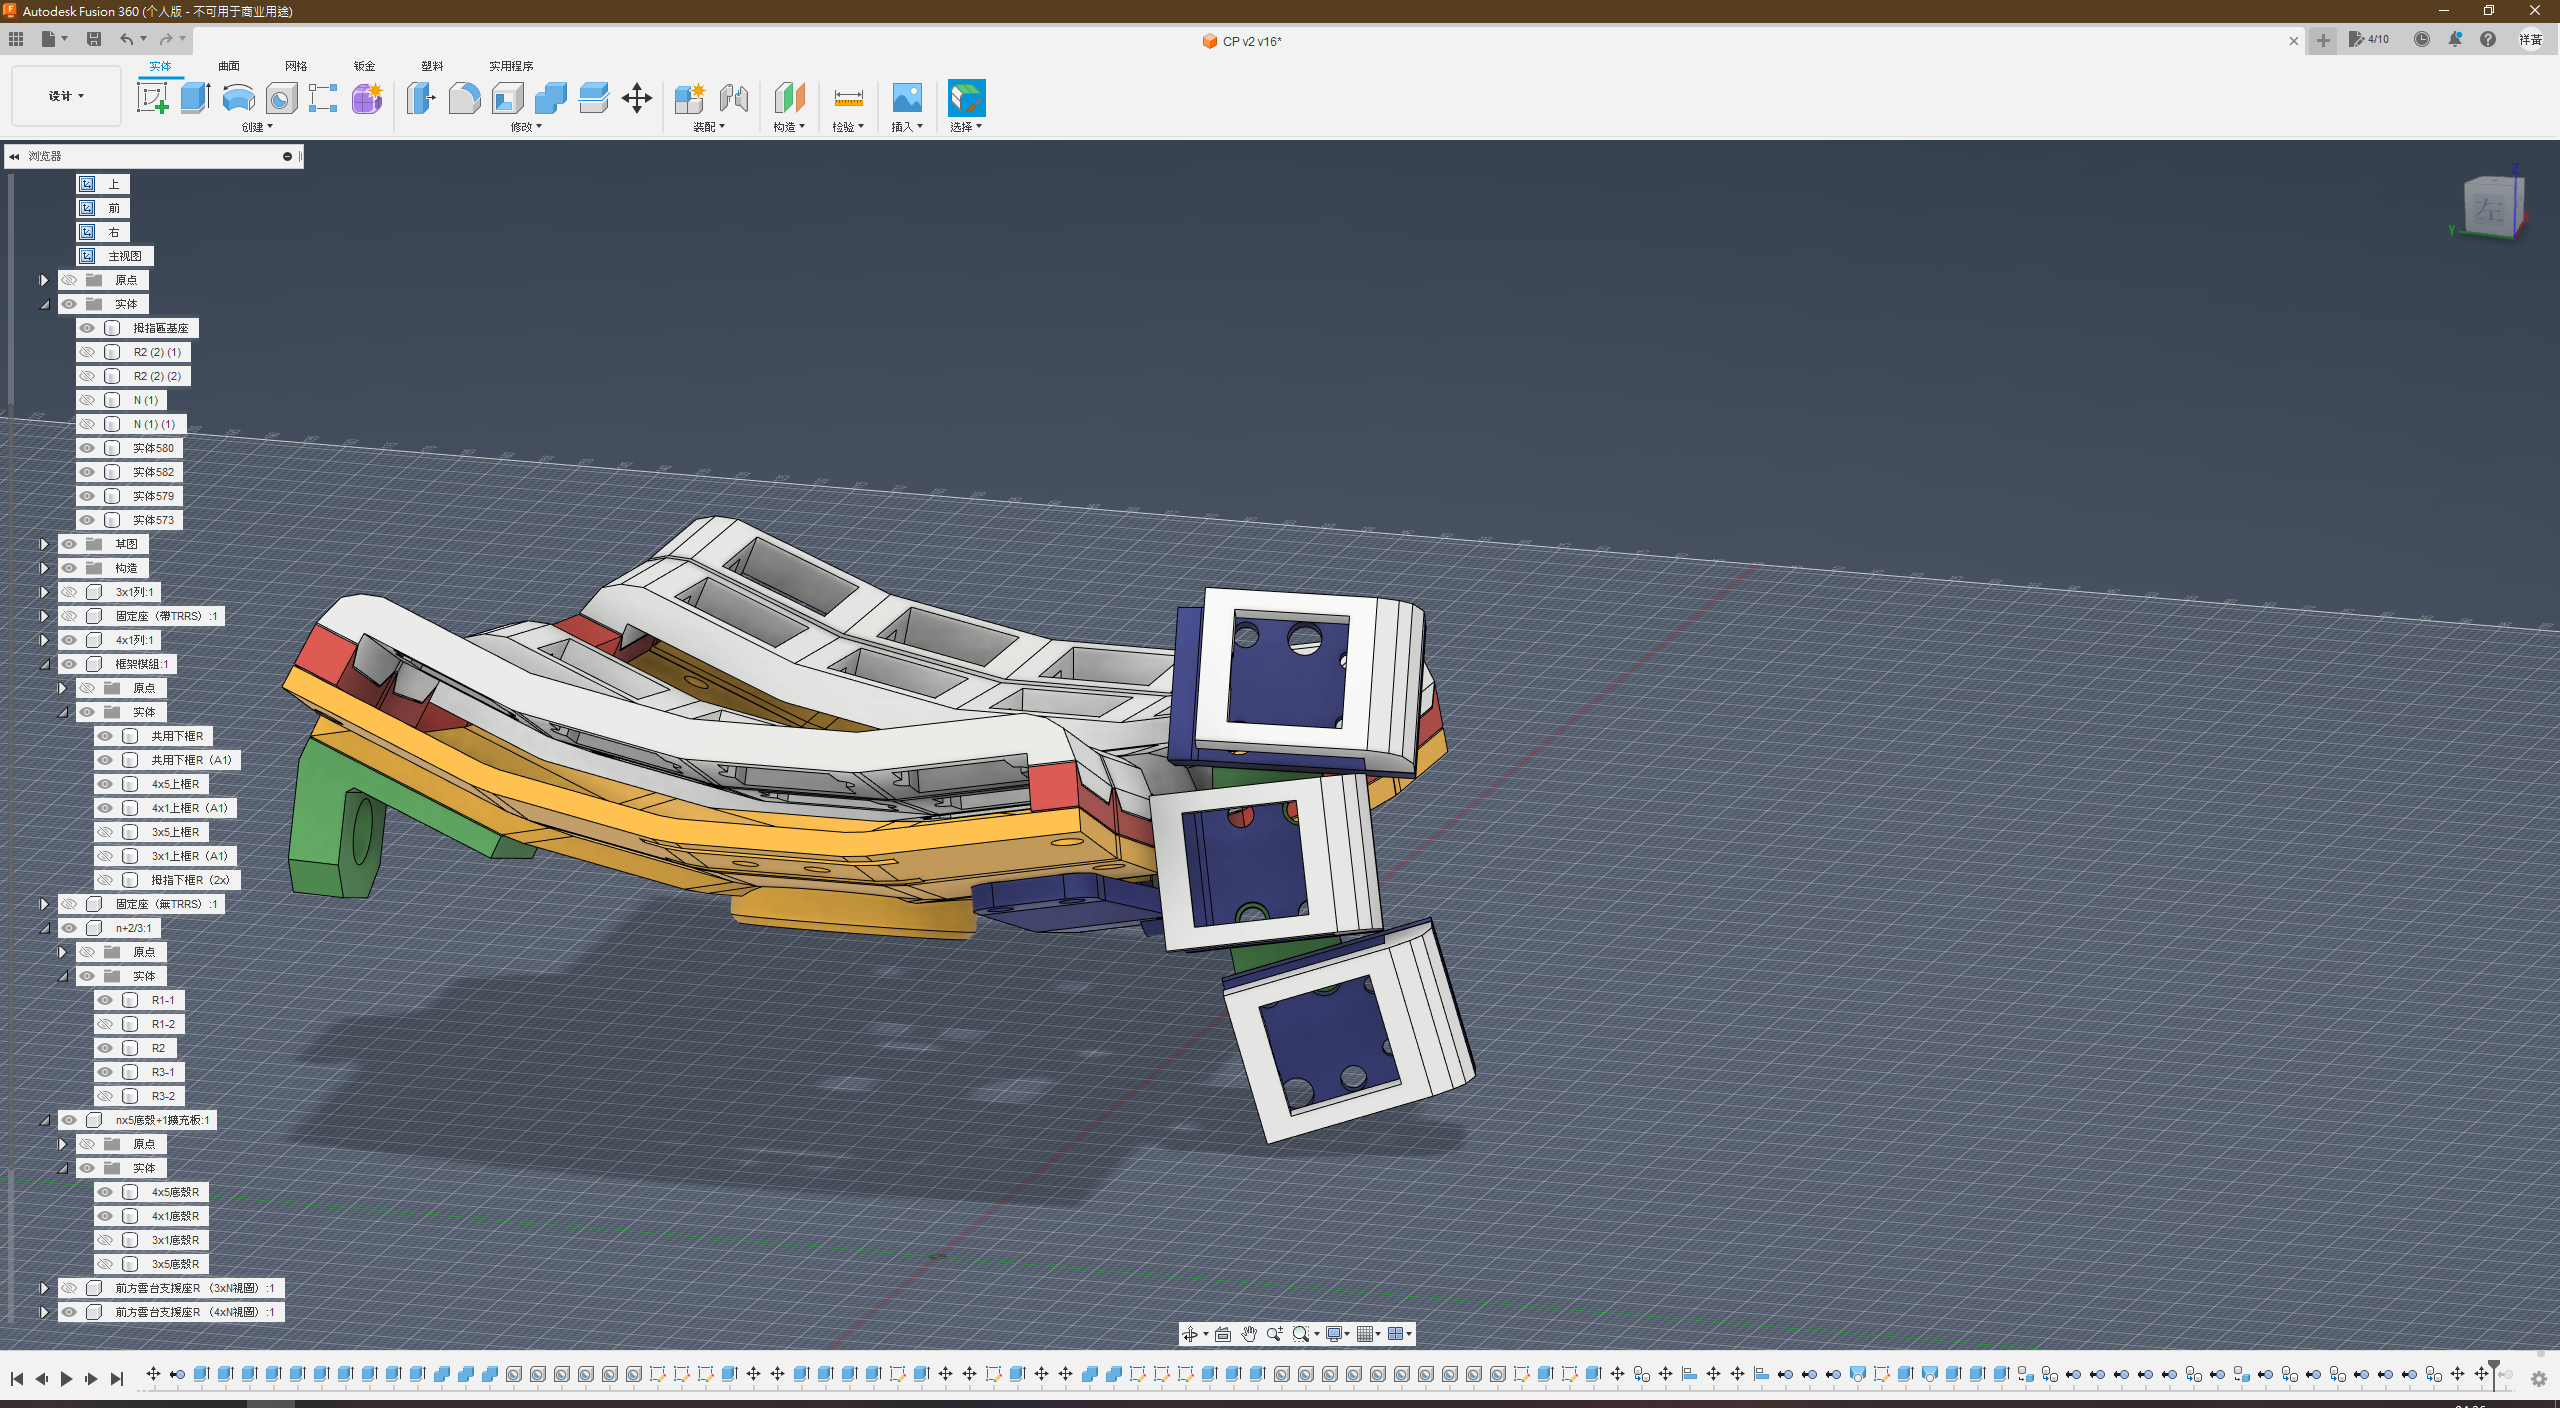 Autodesk Fusion 360 (个人版 - 不可用于商业用途)
CP v2 v16*
4/10
祥黃
设计
实体 曲面 网格 钣金 塑料 实用程序
创建 修改 装配 构造 检验 插入 选择
浏览器
上
前
右
主视图
原点
实体
拇指區基座
R2 (2) (1)
R2 (2) (2)
N (1)
N (1) (1)
实体580
实体582
实体579
实体573
草图
构造
3x1列:1
固定座（帶TRRS）:1
4x1列:1
框架模組:1
原点
实体
共用下框R
共用下框R（A1）
4x5上框R
4x1上框R（A1）
3x5上框R
3x1上框R（A1）
拇指下框R（2x）
固定座（無TRRS）:1
n+2/3:1
原点
实体
R1-1
R1-2
R2
R3-1
R3-2
nx5底殼+1擴充板:1
原点
实体
4x5底殼R
4x1底殼R
3x1底殼R
3x5底殼R
前方雲台支援座R（3xN視圖）:1
前方雲台支援座R（4xN視圖）:1
左
Z
Y